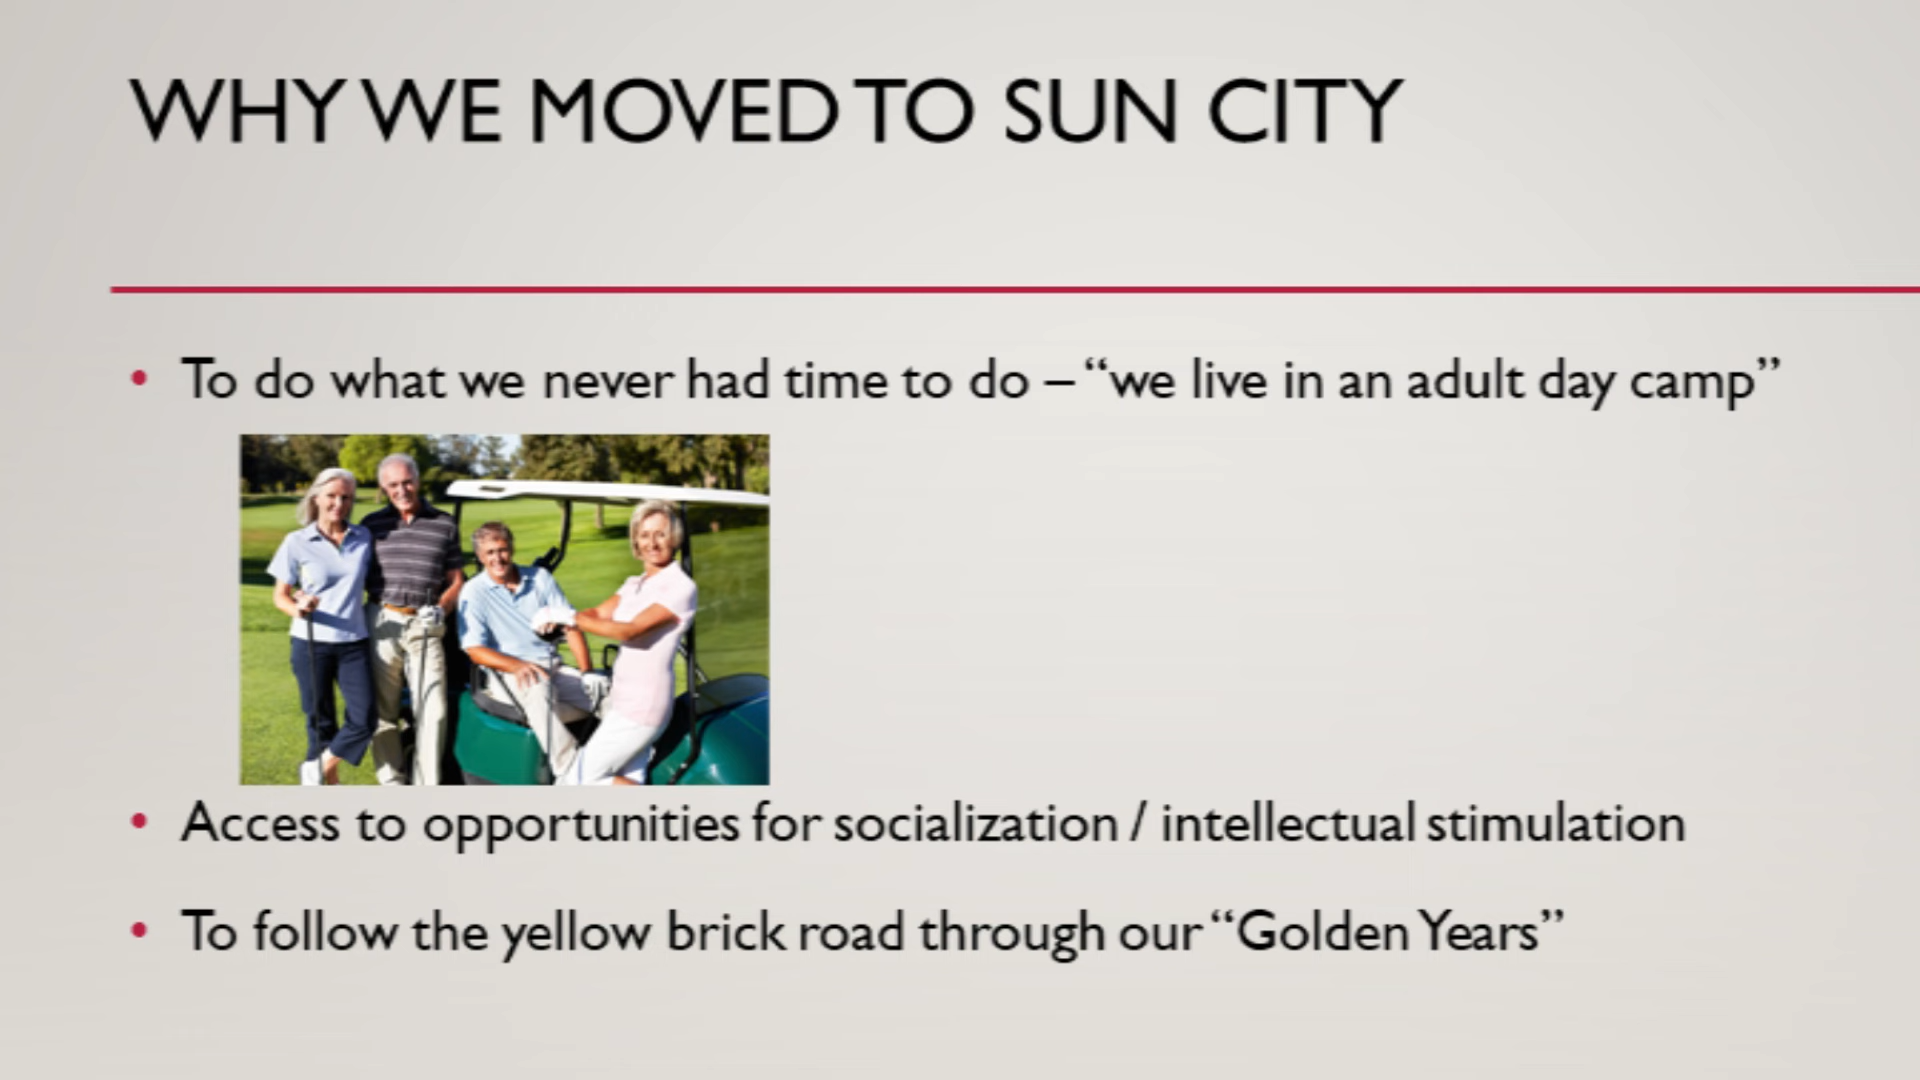 WHY WE MOVED TO SUN CITY
• To do what we never had time to do – “we live in an adult day camp”
• Access to opportunities for socialization / intellectual stimulation
• To follow the yellow brick road through our “Golden Years”